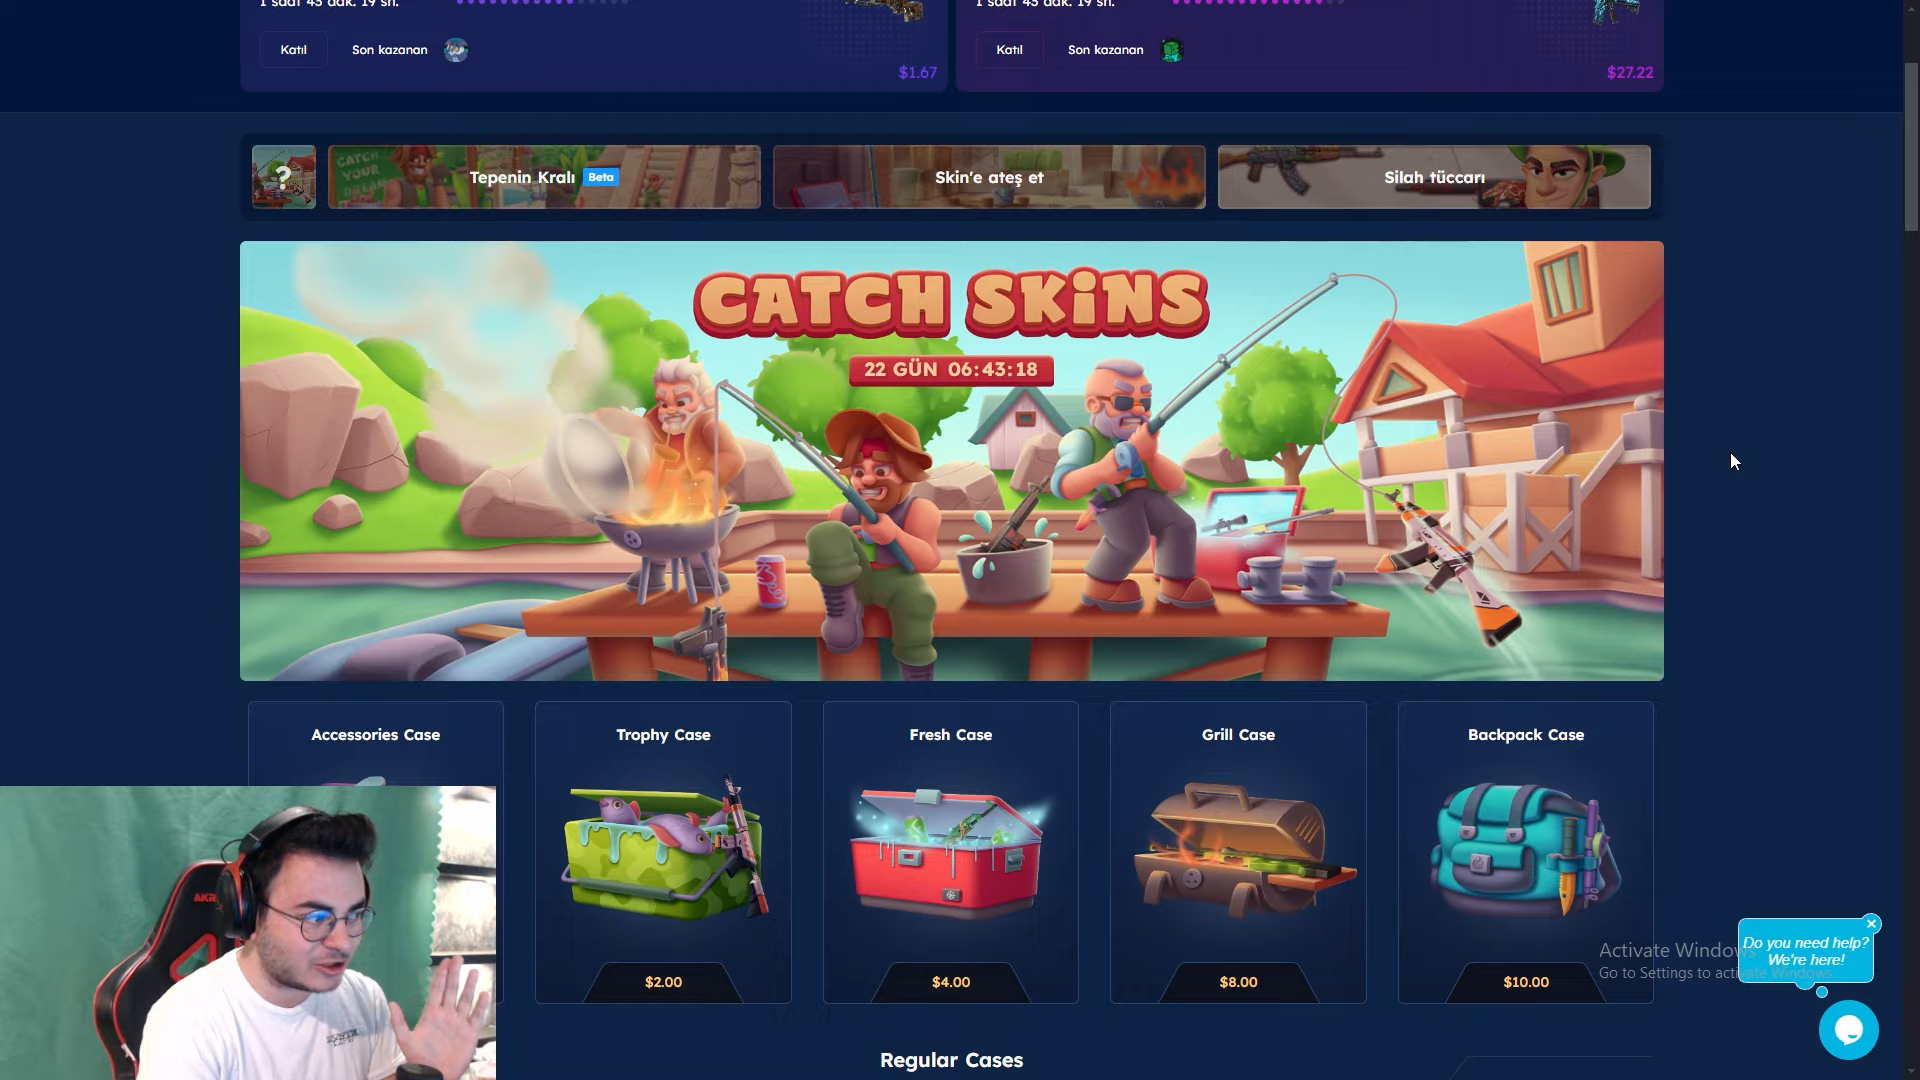 1 saat 43 dak. 19 sn.
1 saat 43 dak. 19 sn.
Katıl
Son kazanan
$1.67
Katıl
Son kazanan
$27.22
?
CATCH
YOUR
DREAM
Tepenin Kralı
Beta
Skin'e ateş et
Silah tüccarı
CATCH SKiNS
22 GÜN 06:43:18
Accessories Case
Trophy Case
Fresh Case
Grill Case
Backpack Case
$2.00
$4.00
$8.00
$10.00
Activate Windows
Go to Settings to activate Windows.
Do you need help?
We're here!
Regular Cases